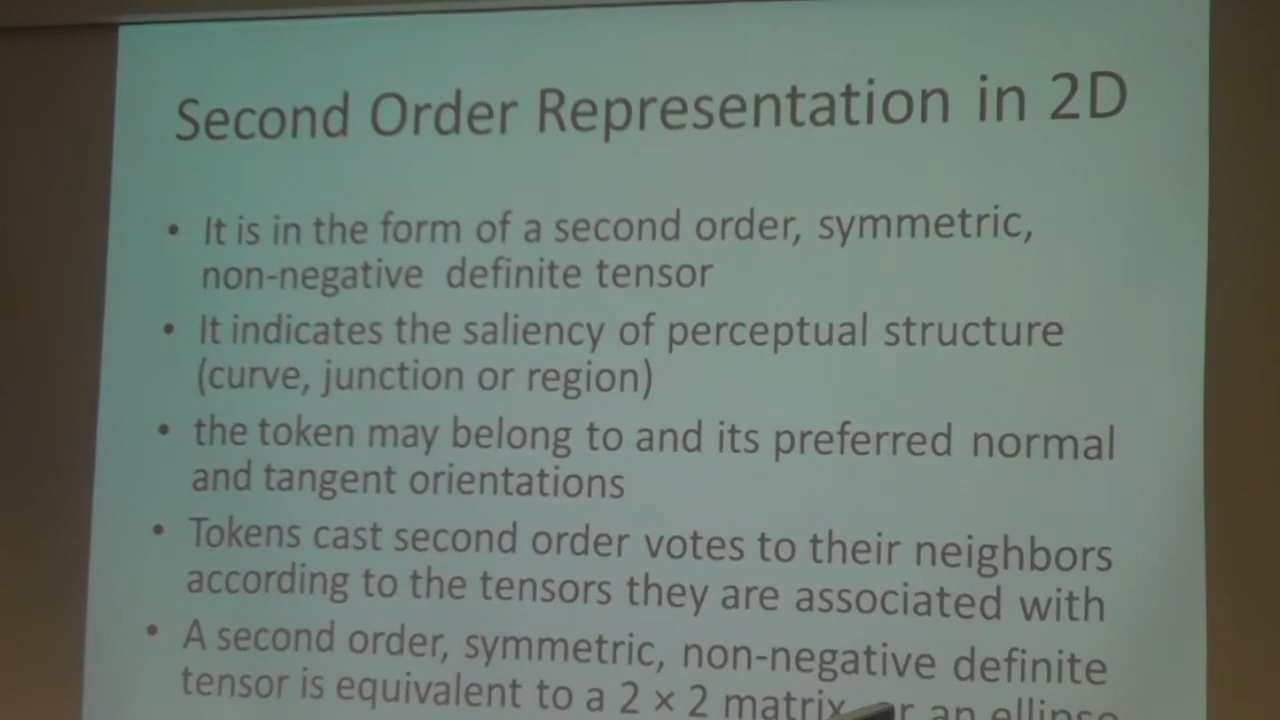 Second Order Representation in 2D
• It is in the form of a second order, symmetric,
non-negative definite tensor
• It indicates the saliency of perceptual structure
(curve, junction or region)
• the token may belong to and its preferred normal
and tangent orientations
• Tokens cast second order votes to their neighbors
according to the tensors they are associated with
• A second order, symmetric, non-negative definite
tensor is equivalent to a 2 × 2 matrix, or an ellipse